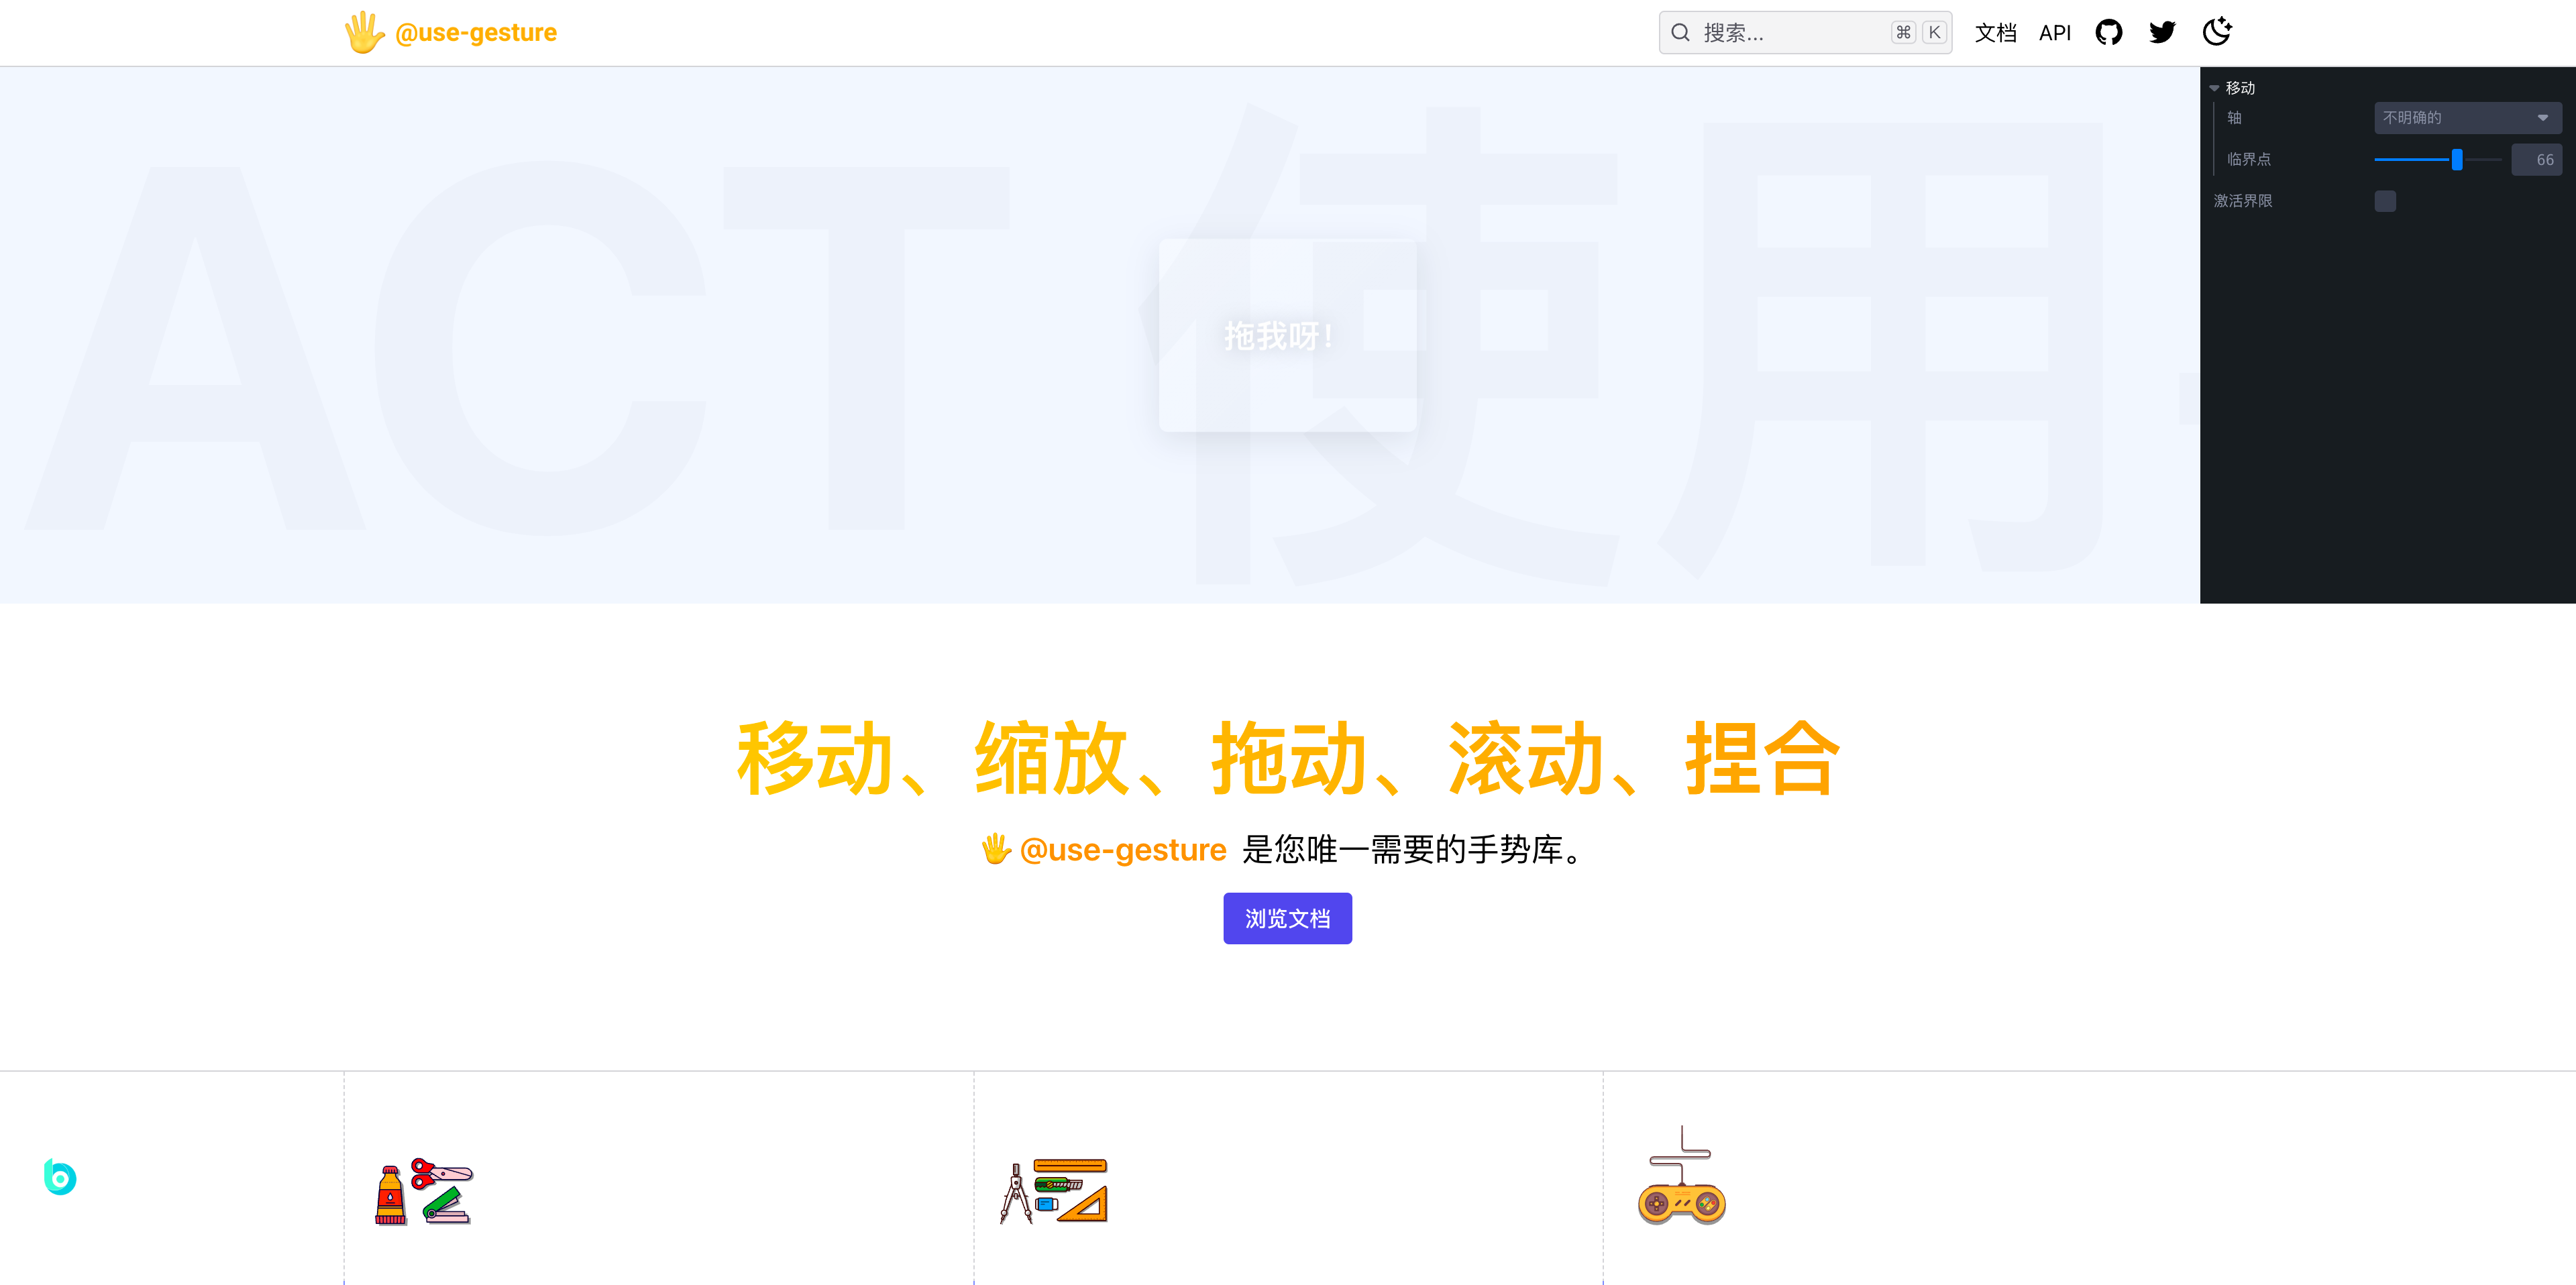 @use-gesture
搜索...
⌘ K
文档
API
ACT 使用
拖我呀！
移动
轴
不明确的
临界点
66
激活界限
移动、缩放、拖动、滚动、捏合
@use-gesture 是您唯一需要的手势库。
浏览文档